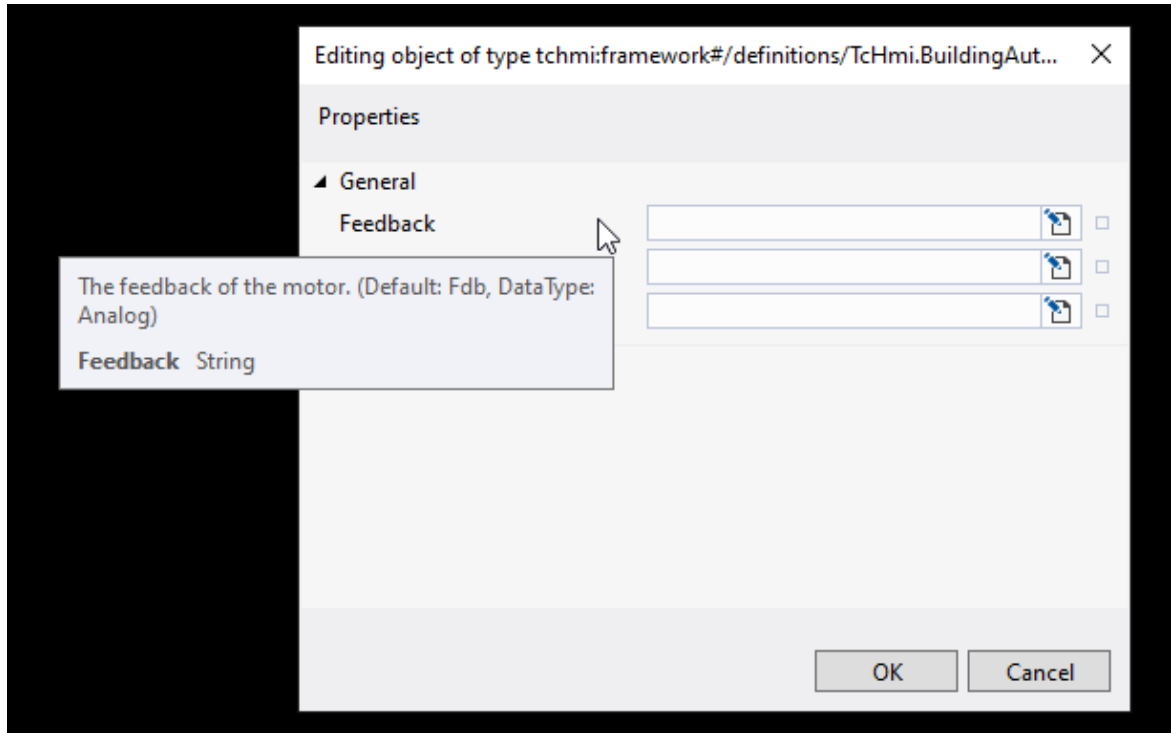 Editing object of type tchmi:framework#/definitions/TcHmi.BuildingAut...
Properties
General
Feedback
The feedback of the motor. (Default: Fdb, DataType:
Analog)
Feedback String
OK Cancel